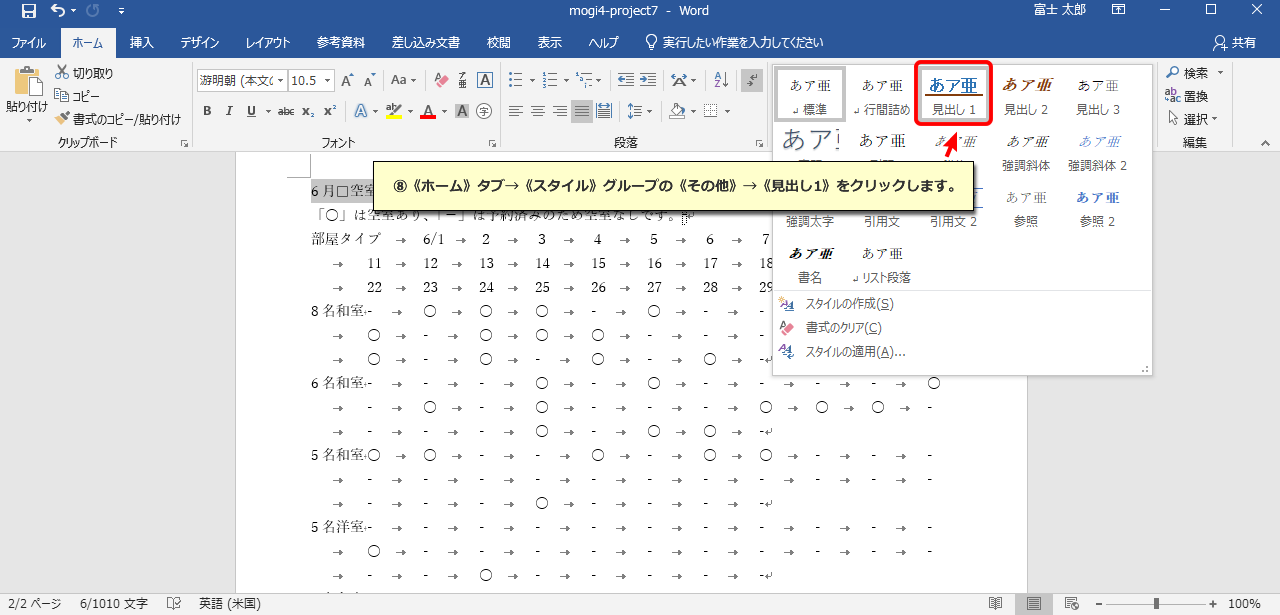 mogi4-project7 - Word
富士 太郎
ファイル ホーム 挿入 デザイン レイアウト 参考資料 差し込み文書 校閲 表示 ヘルプ 実行したい作業を入力してください 共有
貼り付け
切り取り
コピー
書式のコピー/貼り付け
クリップボード
游明朝 (本文の 10.5
B I U abc x₂ x²
フォント
段落
あア亜 標準
あア亜 行間詰め
あア亜 見出し 1
あア亜 見出し 2
あア亜 見出し 3
強調斜体
強調斜体 2
強調太字
引用文
引用文 2
あア亜 参照
あア亜 参照 2
あア亜 書名
あア亜 リスト段落
スタイルの作成(S)
書式のクリア(C)
スタイルの適用(A)...
検索
置換
選択
編集
⑧《ホーム》タブ→《スタイル》グループの《その他》→《見出し1》をクリックします。
6 月□空室
「○」は空室あり、「－」は予約済みのため空室なしです。
部屋タイプ → 6/1 → 2 → 3 → 4 → 5 → 6 → 7
→ 11 → 12 → 13 → 14 → 15 → 16 → 17 → 18
→ 22 → 23 → 24 → 25 → 26 → 27 → 28 → 29
8 名和室 - → ○ → ○ → ○ → - → ○ → - → -
→ ○ → - → ○ → ○ → ○ → - → - → -
→ ○ → - → ○ → - → ○ → - → ○ → -↵
6 名和室 - → - → - → ○ → - → ○ → - → - → - → - → ○
→ - → ○ → - → ○ → - → - → - → ○ → ○ → ○ → -
→ - → - → - → ○ → - → ○ → ○ → -↵
5 名和室 ○ → ○ → - → - → ○ → - → ○ → ○ → - → - → -
→ - → - → - → - → - → - → - → - → - → - → -
→ - → - → - → ○ → - → - → - → -↵
5 名洋室 - → - → - → - → - → - → - → - → - → - → -
→ ○ → - → - → - → - → - → - → - → - → - → -
→ - → - → ○ → - → - → - → - → -↵
2/2 ページ 6/1010 文字 英語 (米国) 100%